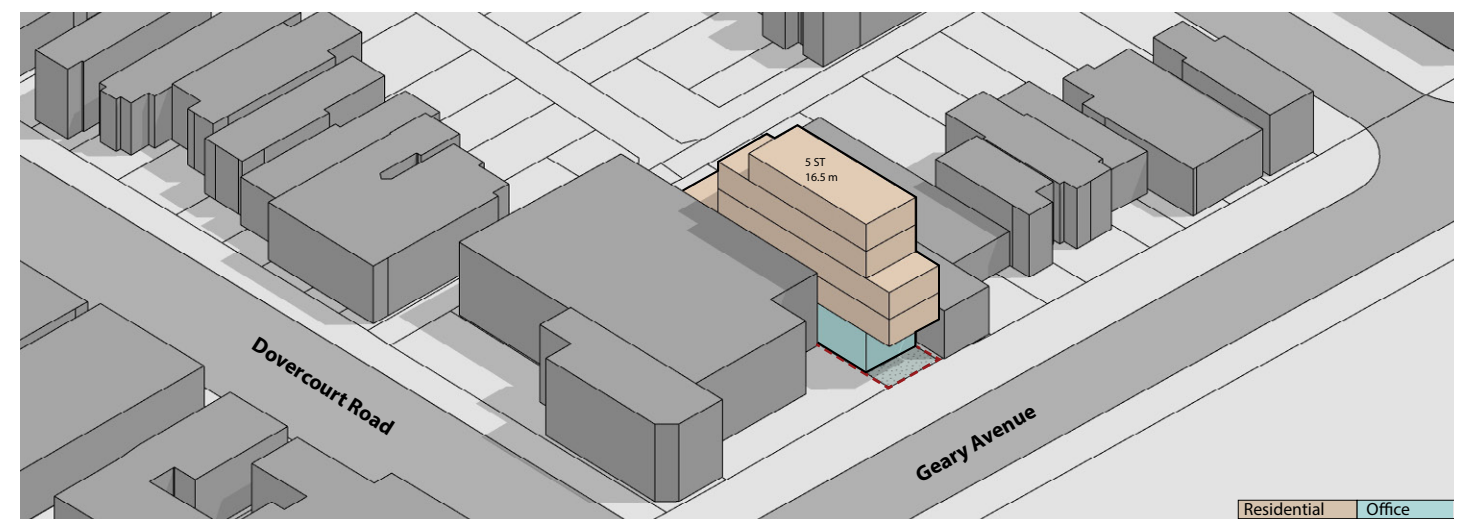 5 ST
16.5 m
Dovercourt Road
Geary Avenue
Residential
Office